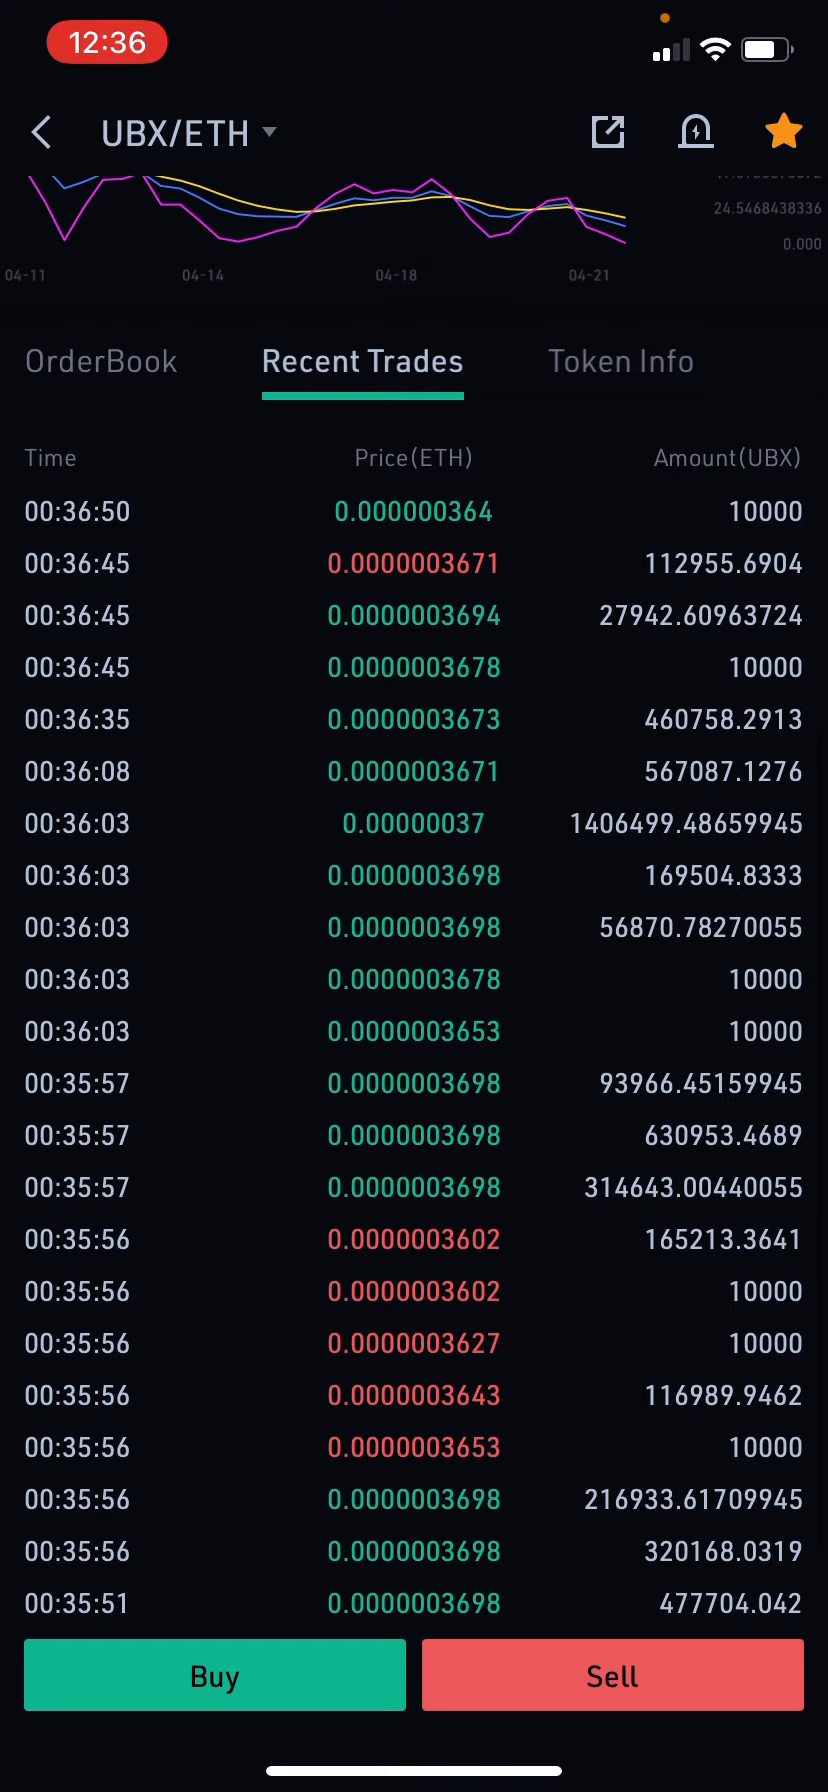 12:36
UBX/ETH
24.5468438336
0.000
04-11 04-14 04-18 04-21
OrderBook Recent Trades Token Info
Time Price(ETH) Amount(UBX)
00:36:50 0.000000364 10000
00:36:45 0.0000003671 112955.6904
00:36:45 0.0000003694 27942.60963724
00:36:45 0.0000003678 10000
00:36:35 0.0000003673 460758.2913
00:36:08 0.0000003671 567087.1276
00:36:03 0.00000037 1406499.48659945
00:36:03 0.0000003698 169504.8333
00:36:03 0.0000003698 56870.78270055
00:36:03 0.0000003678 10000
00:36:03 0.0000003653 10000
00:35:57 0.0000003698 93966.45159945
00:35:57 0.0000003698 630953.4689
00:35:57 0.0000003698 314643.00440055
00:35:56 0.0000003602 165213.3641
00:35:56 0.0000003602 10000
00:35:56 0.0000003627 10000
00:35:56 0.0000003643 116989.9462
00:35:56 0.0000003653 10000
00:35:56 0.0000003698 216933.61709945
00:35:56 0.0000003698 320168.0319
00:35:51 0.0000003698 477704.042
Buy Sell